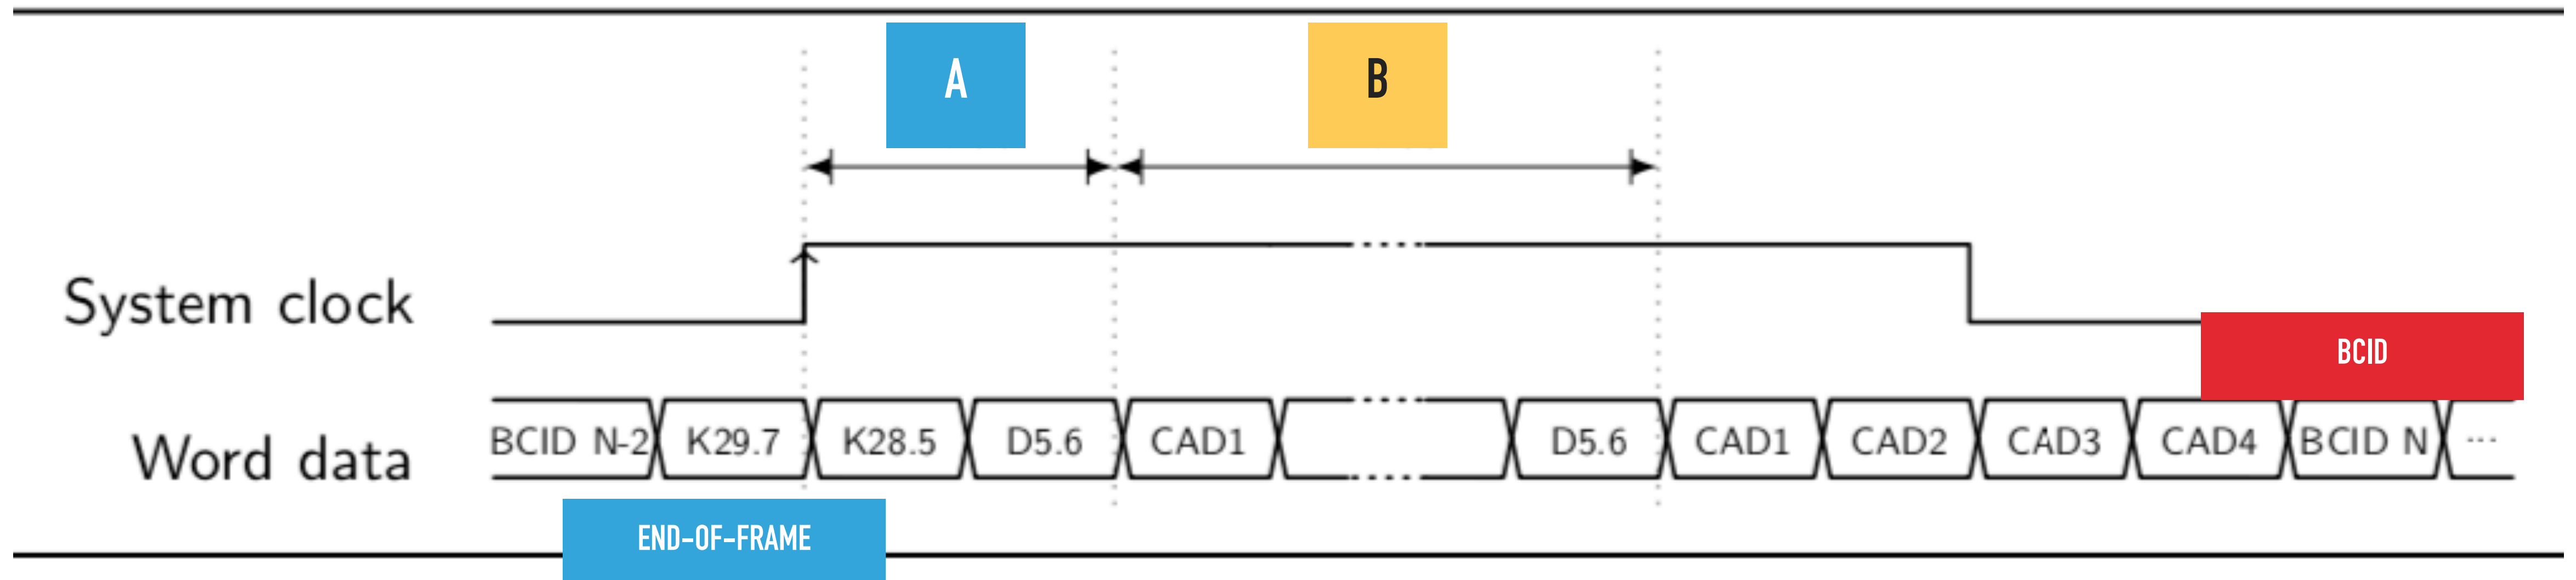 A B
System clock
BCID
Word data BCID N-2 K29.7 K28.5 D5.6 CAD1 D5.6 CAD1 CAD2 CAD3 CAD4 BCID N ...
END-OF-FRAME